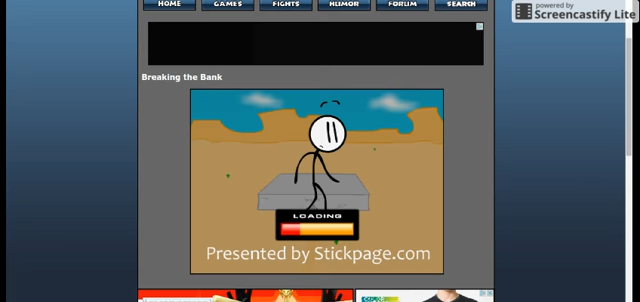 HOME GAMES FIGHTS HUMOR FORUM SEARCH
powered by
Screencastify Lite
Breaking the Bank
LOADING
Presented by Stickpage.com